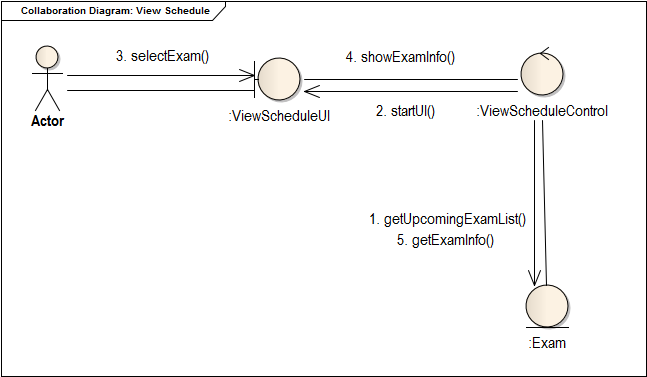 Collaboration Diagram: View Schedule
3. selectExam()
4. showExamInfo()
2. startUI()
Actor
:ViewScheduleUI
:ViewScheduleControl
1. getUpcomingExamList()
5. getExamInfo()
:Exam